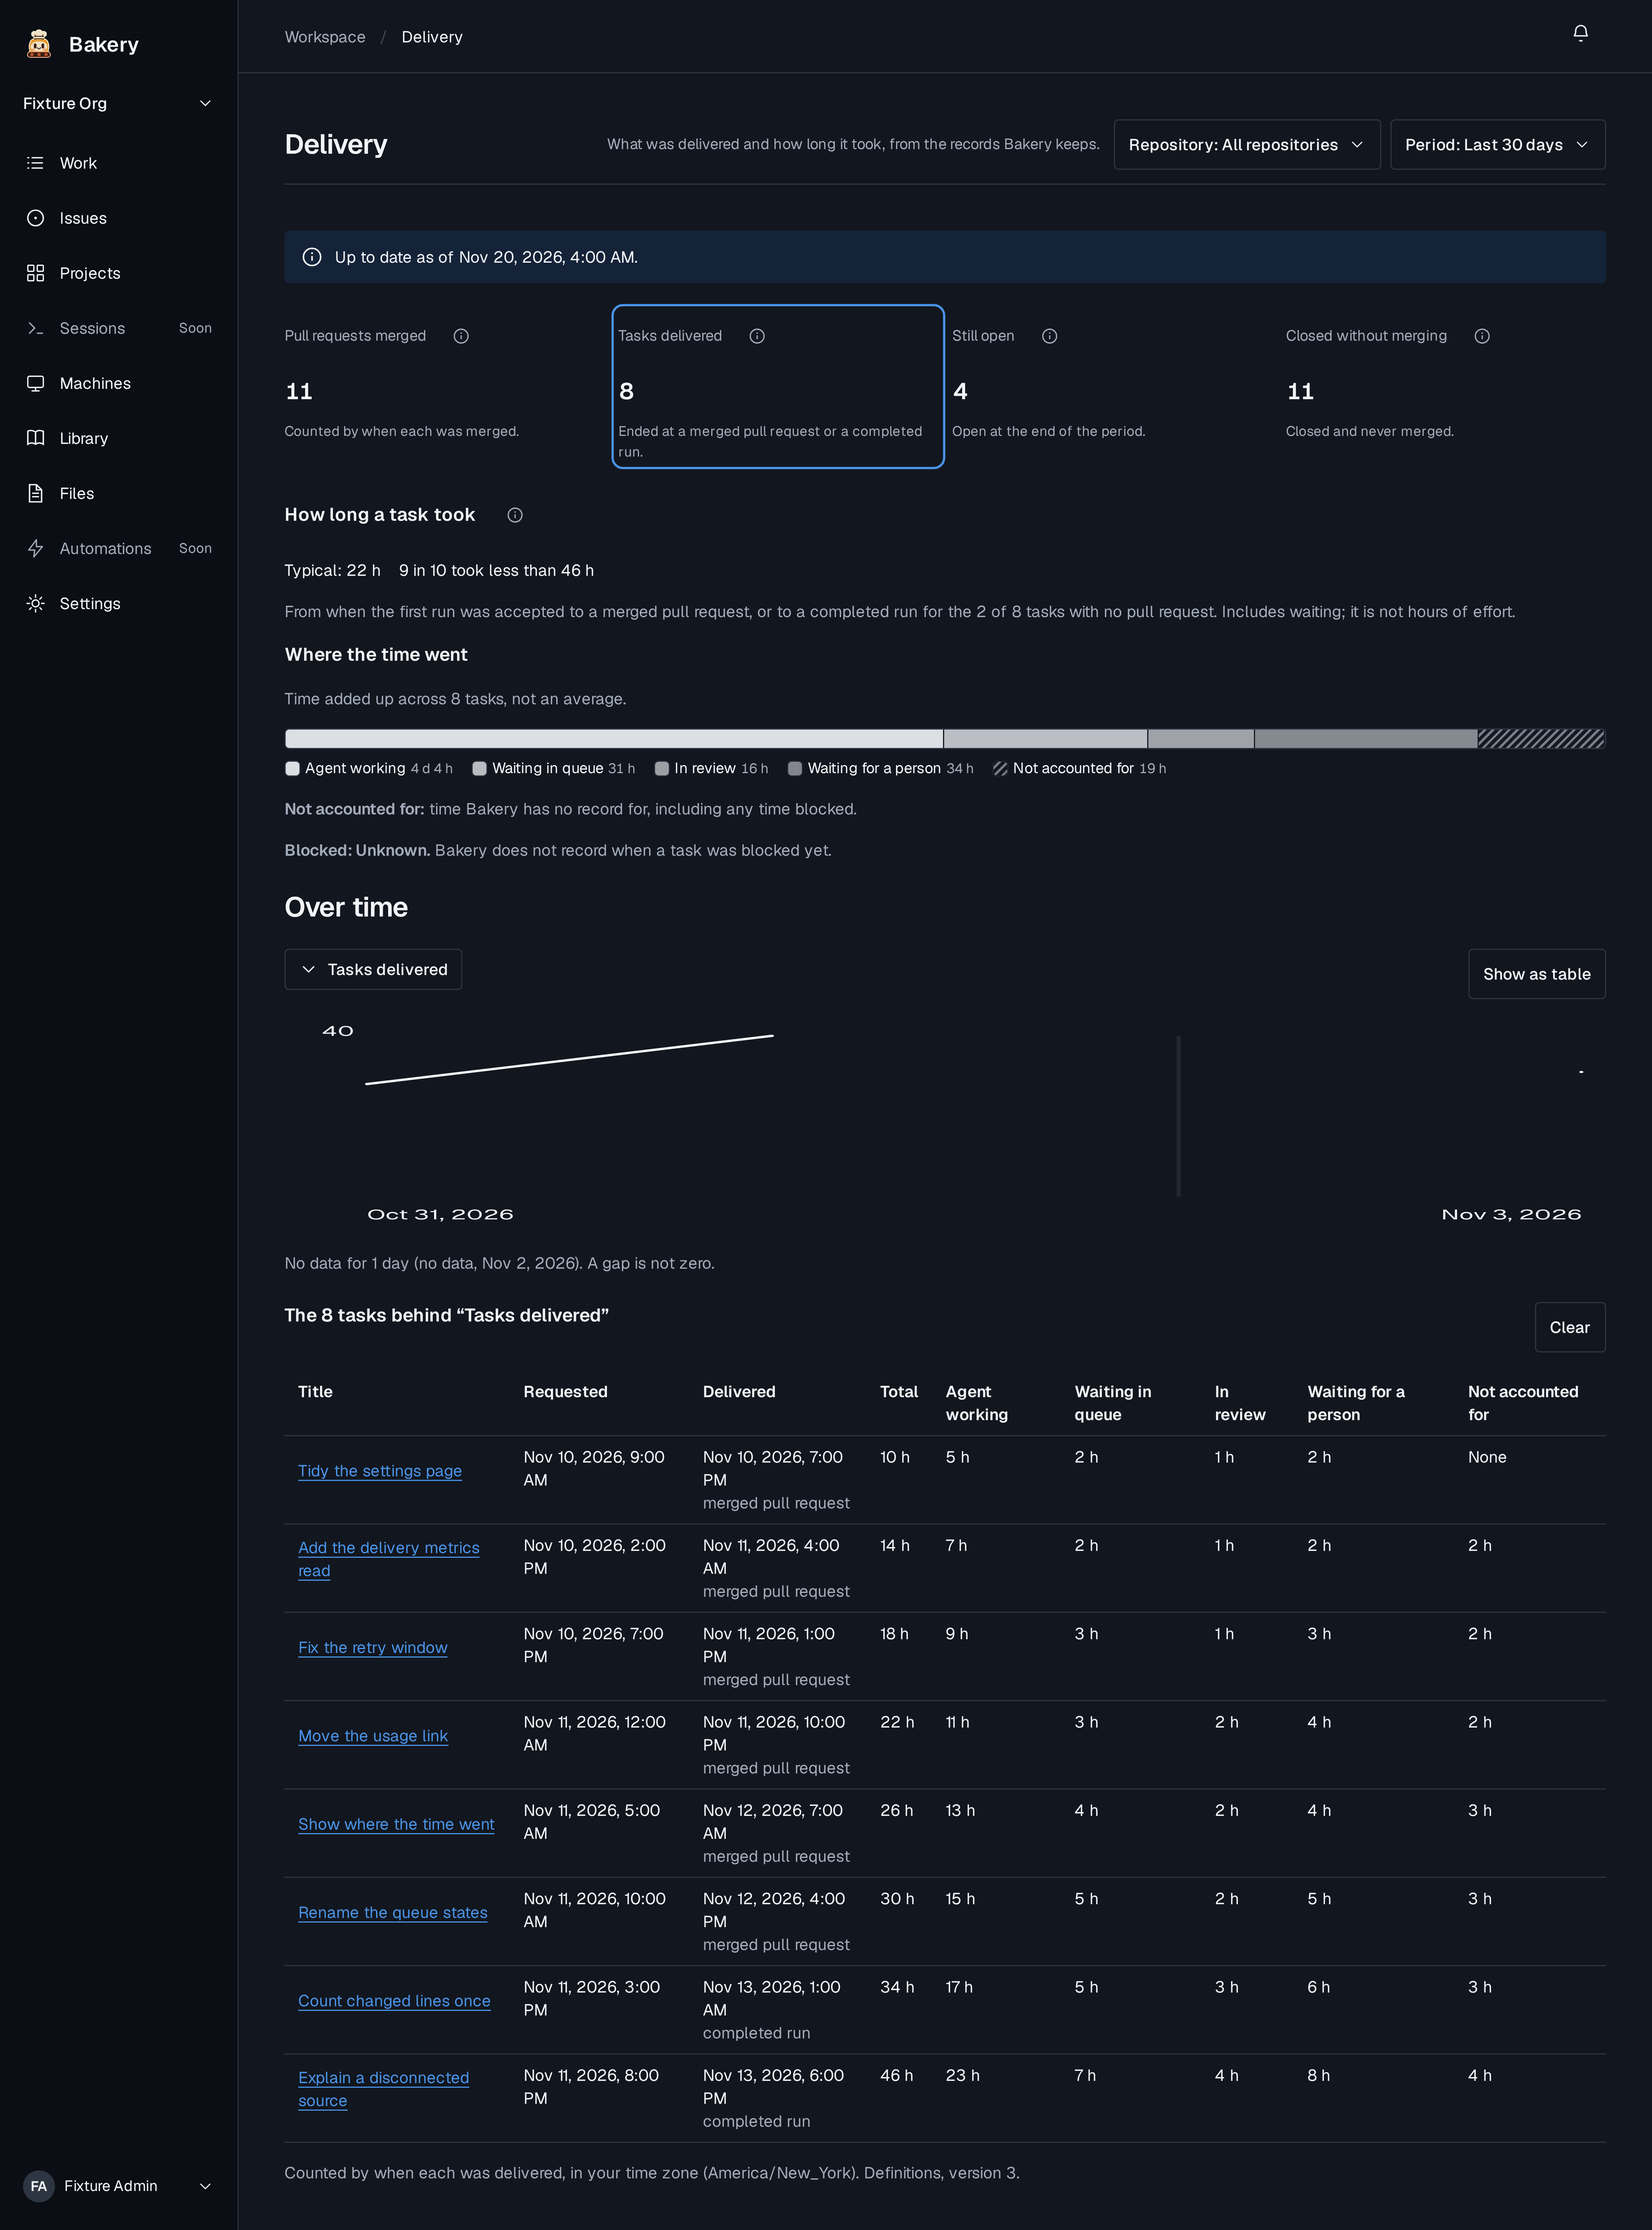 Bakery
Fixture Org
Work
Issues
Projects
Sessions Soon
Machines
Library
Files
Automations Soon
Settings
FA Fixture Admin
Workspace / Delivery
Delivery
What was delivered and how long it took, from the records Bakery keeps.
Repository: All repositories
Period: Last 30 days
Up to date as of Nov 20, 2026, 4:00 AM.
Pull requests merged
11
Counted by when each was merged.
Tasks delivered
8
Ended at a merged pull request or a completed
run.
Still open
4
Open at the end of the period.
Closed without merging
11
Closed and never merged.
How long a task took
Typical: 22 h 9 in 10 took less than 46 h
From when the first run was accepted to a merged pull request, or to a completed run for the 2 of 8 tasks with no pull request. Includes waiting; it is not hours of effort.
Where the time went
Time added up across 8 tasks, not an average.
Agent working 4 d 4 h Waiting in queue 31 h In review 16 h Waiting for a person 34 h Not accounted for 19 h
Not accounted for: time Bakery has no record for, including any time blocked.
Blocked: Unknown. Bakery does not record when a task was blocked yet.
Over time
Tasks delivered
Show as table
40
Oct 31, 2026 Nov 3, 2026
No data for 1 day (no data, Nov 2, 2026). A gap is not zero.
The 8 tasks behind “Tasks delivered”
Clear
Title Requested Delivered Total Agent working Waiting in queue In review Waiting for a person Not accounted for
Tidy the settings page Nov 10, 2026, 9:00 AM Nov 10, 2026, 7:00 PM merged pull request 10 h 5 h 2 h 1 h 2 h None
Add the delivery metrics read Nov 10, 2026, 2:00 PM Nov 11, 2026, 4:00 AM merged pull request 14 h 7 h 2 h 1 h 2 h 2 h
Fix the retry window Nov 10, 2026, 7:00 PM Nov 11, 2026, 1:00 PM merged pull request 18 h 9 h 3 h 1 h 3 h 2 h
Move the usage link Nov 11, 2026, 12:00 AM Nov 11, 2026, 10:00 PM merged pull request 22 h 11 h 3 h 2 h 4 h 2 h
Show where the time went Nov 11, 2026, 5:00 AM Nov 12, 2026, 7:00 AM merged pull request 26 h 13 h 4 h 2 h 4 h 3 h
Rename the queue states Nov 11, 2026, 10:00 AM Nov 12, 2026, 4:00 PM merged pull request 30 h 15 h 5 h 2 h 5 h 3 h
Count changed lines once Nov 11, 2026, 3:00 PM Nov 13, 2026, 1:00 AM completed run 34 h 17 h 5 h 3 h 6 h 3 h
Explain a disconnected source Nov 11, 2026, 8:00 PM Nov 13, 2026, 6:00 PM completed run 46 h 23 h 7 h 4 h 8 h 4 h
Counted by when each was delivered, in your time zone (America/New_York). Definitions, version 3.